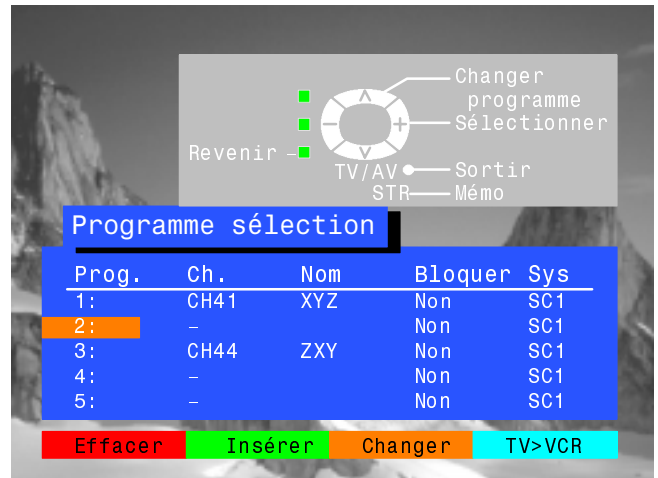 Changer
programme
Sélectionner
Revenir
TV/AV Sortir
STR Mémo
Programme sélection
Prog. Ch. Nom Bloquer Sys
1: CH41 XYZ Non SC1
2: – Non SC1
3: CH44 ZXY Non SC1
4: – Non SC1
5: – Non SC1
Effacer Insérer Changer TV>VCR